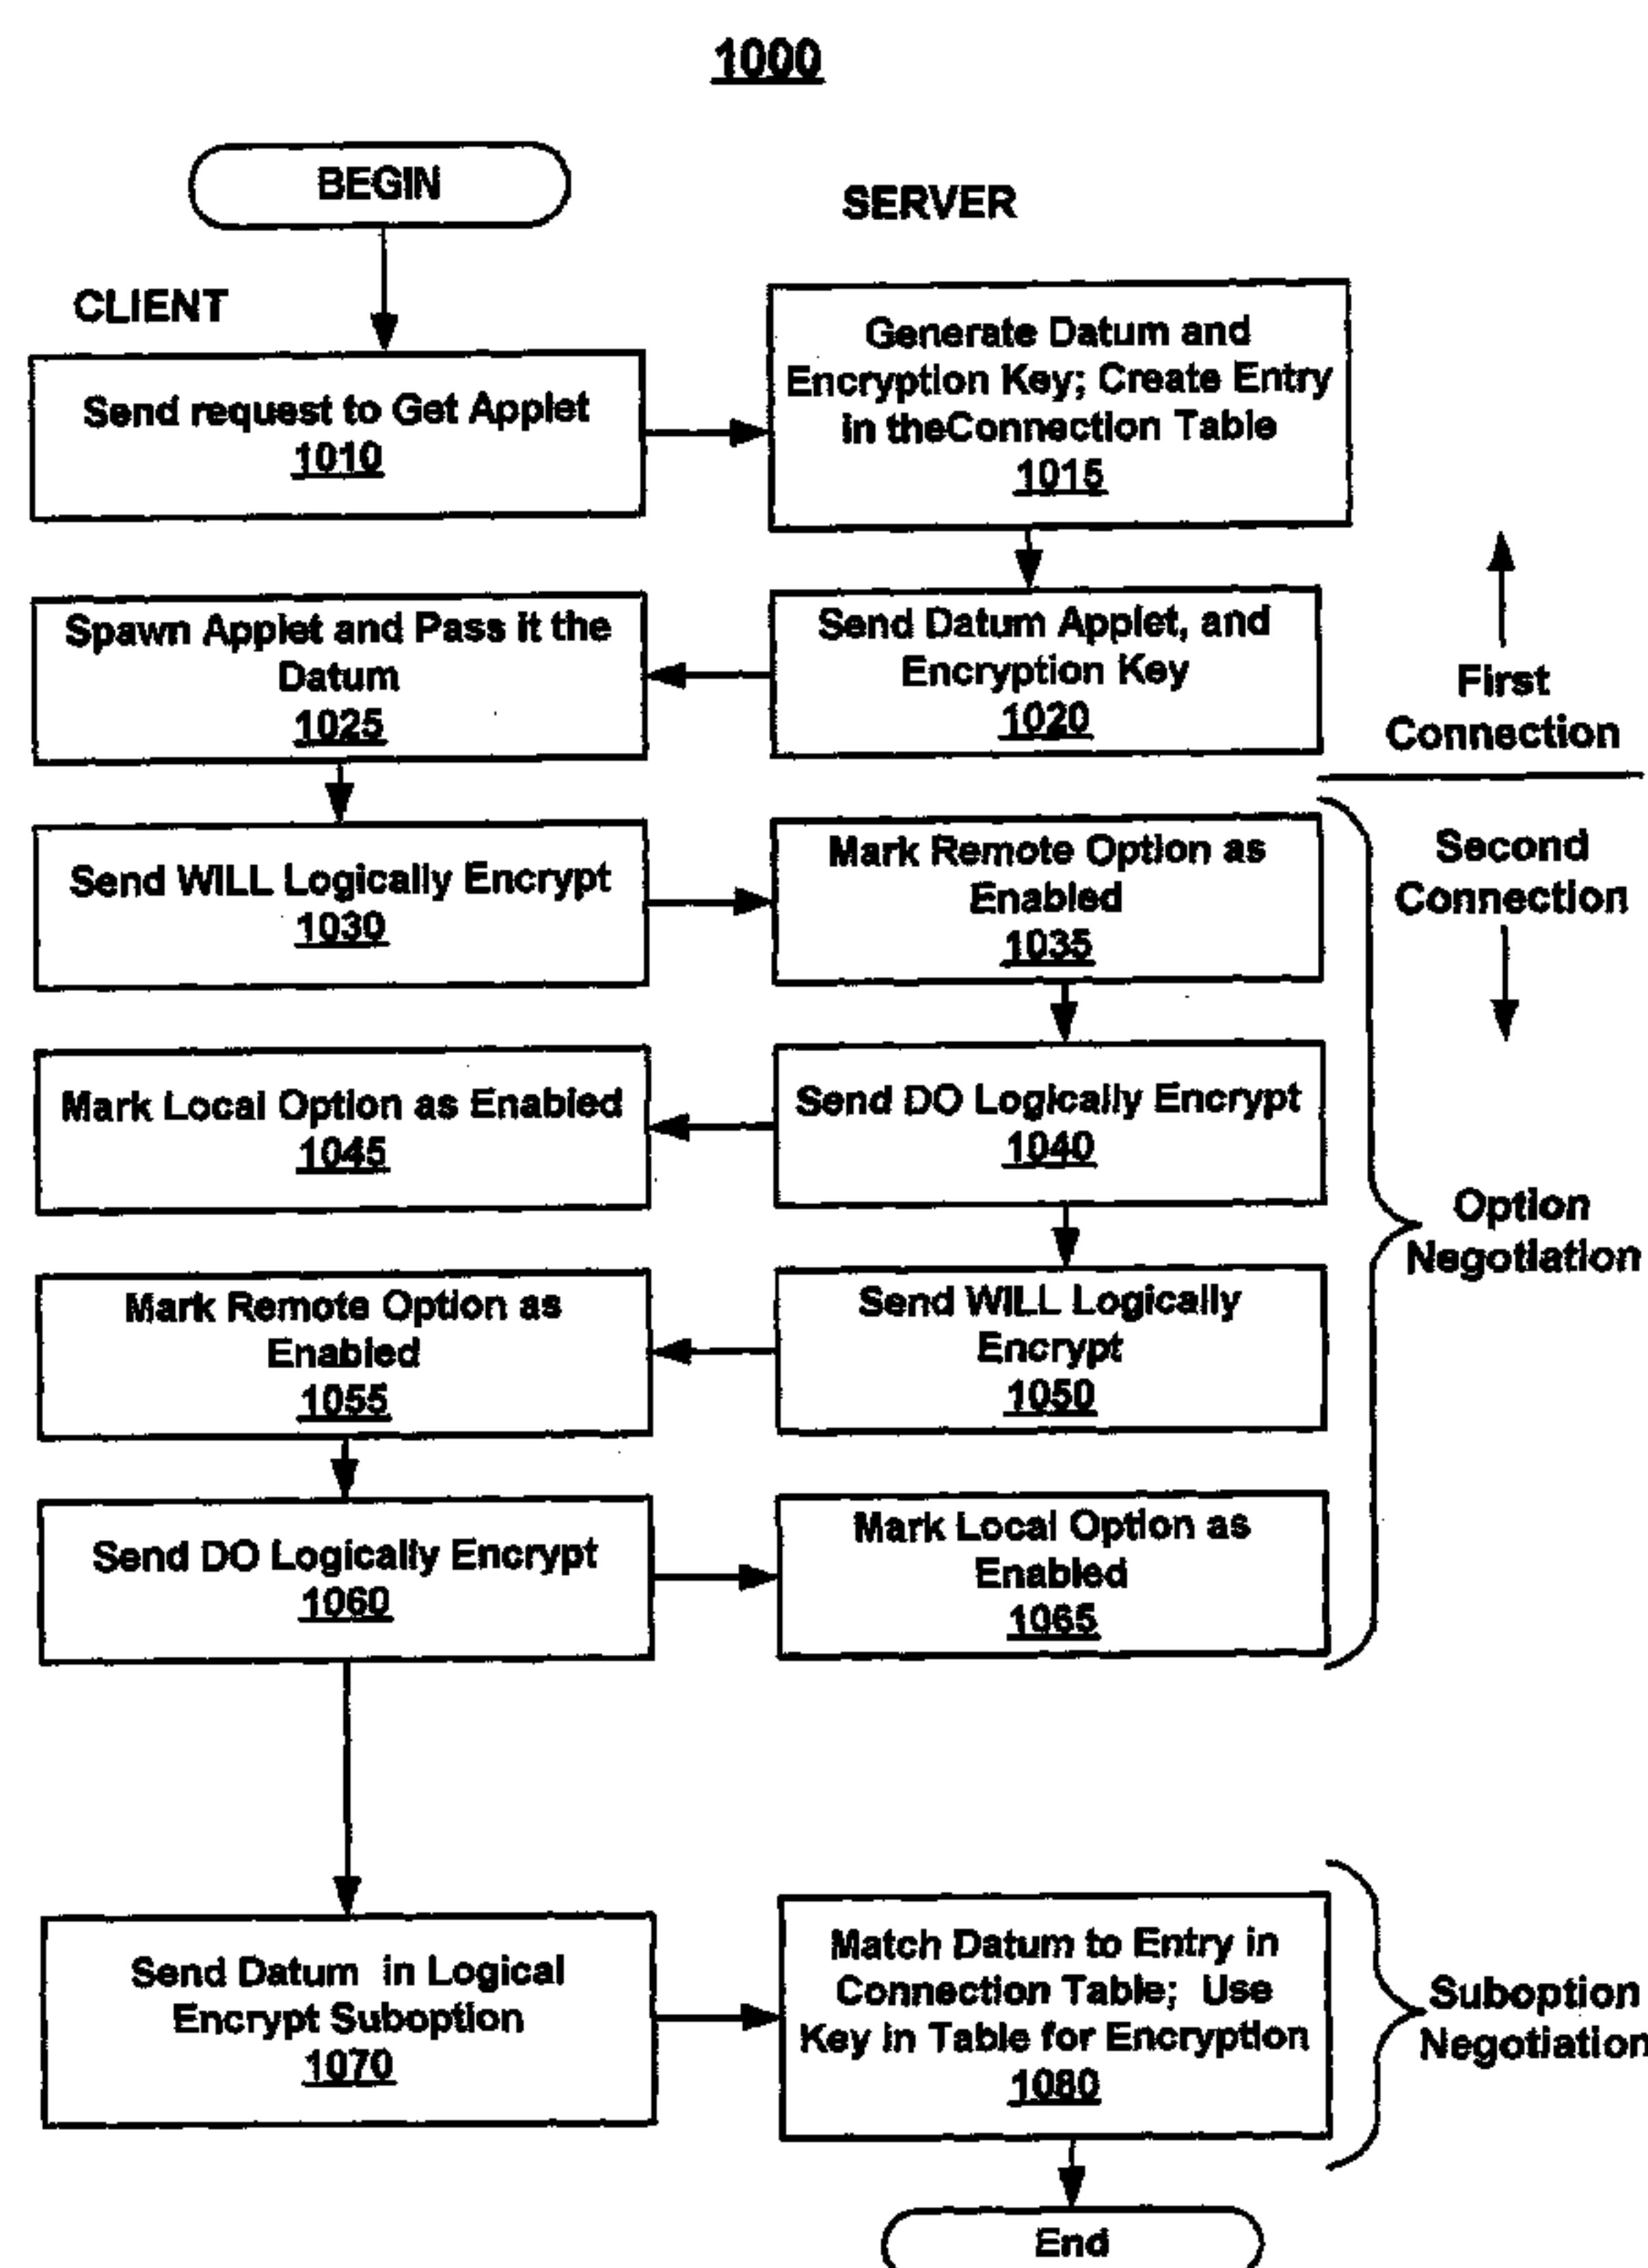 1000
BEGIN
SERVER
CLIENT
Send request to Get Applet
1010
Generate Datum and
Encryption Key; Create Entry
in theConnection Table
1015
Spawn Applet and Pass it the
Datum
1025
Send Datum Applet, and
Encryption Key
1020
First
Connection
Send WILL Logically Encrypt
1030
Mark Remote Option as
Enabled
1035
Second
Connection
Mark Local Option as Enabled
1045
Send DO Logically Encrypt
1040
Option
Negotiation
Mark Remote Option as
Enabled
1055
Send WILL Logically
Encrypt
1050
Send DO Logically Encrypt
1060
Mark Local Option as
Enabled
1065
Send Datum in Logical
Encrypt Suboption
1070
Match Datum to Entry in
Connection Table; Use
Key in Table for Encryption
1080
Suboption
Negotiation
End